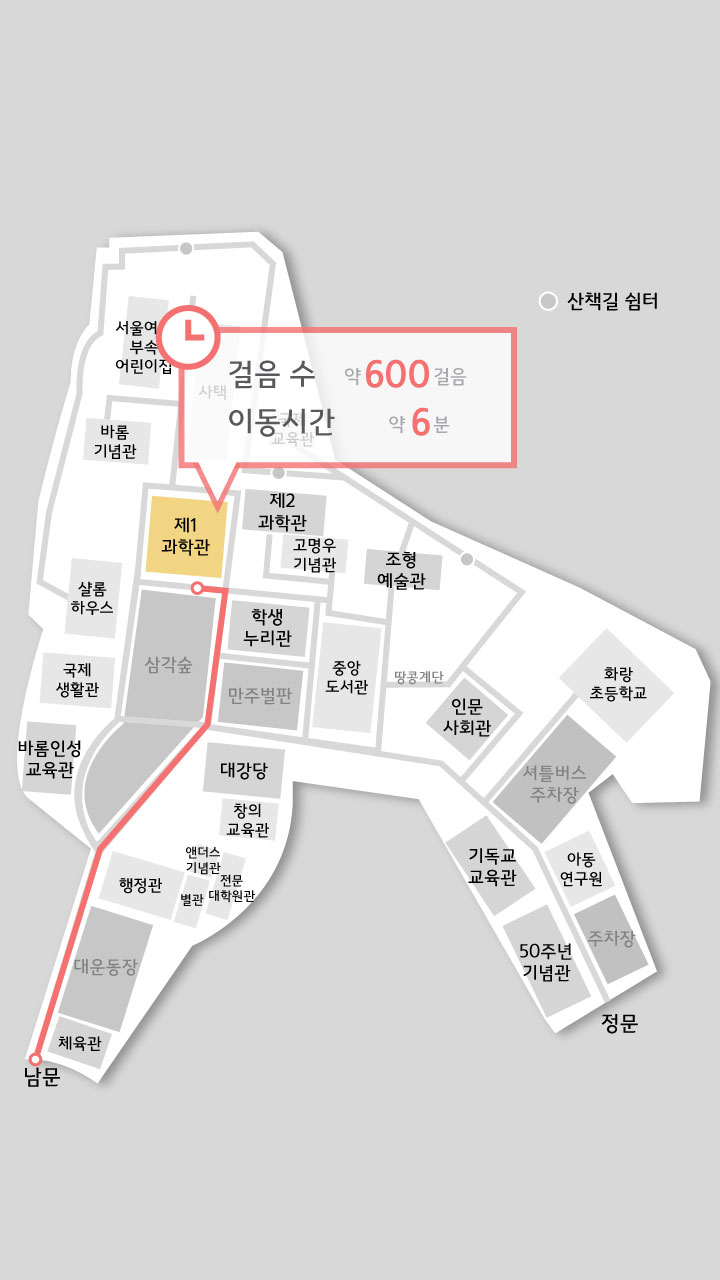 산책길 쉼터
서울여
부속
어린이집
걸음 수 약 600 걸음
이동시간 약 6 분
사택
교육관
바롬
기념관
제1
과학관
제2
과학관
고명우
기념관
조형
예술관
샬롬
하우스
학생
누리관
삼각숲
국제
생활관
만주벌판
중앙
도서관
땅콩계단
인문
사회관
화랑
초등학교
바롬인성
교육관
대강당
셔틀버스
주차장
창의
교육관
앤더스
기념관
전문
대학원관
행정관
별관
기독교
교육관
아동
연구원
50주년
기념관
주차장
대운동장
체육관
남문
정문